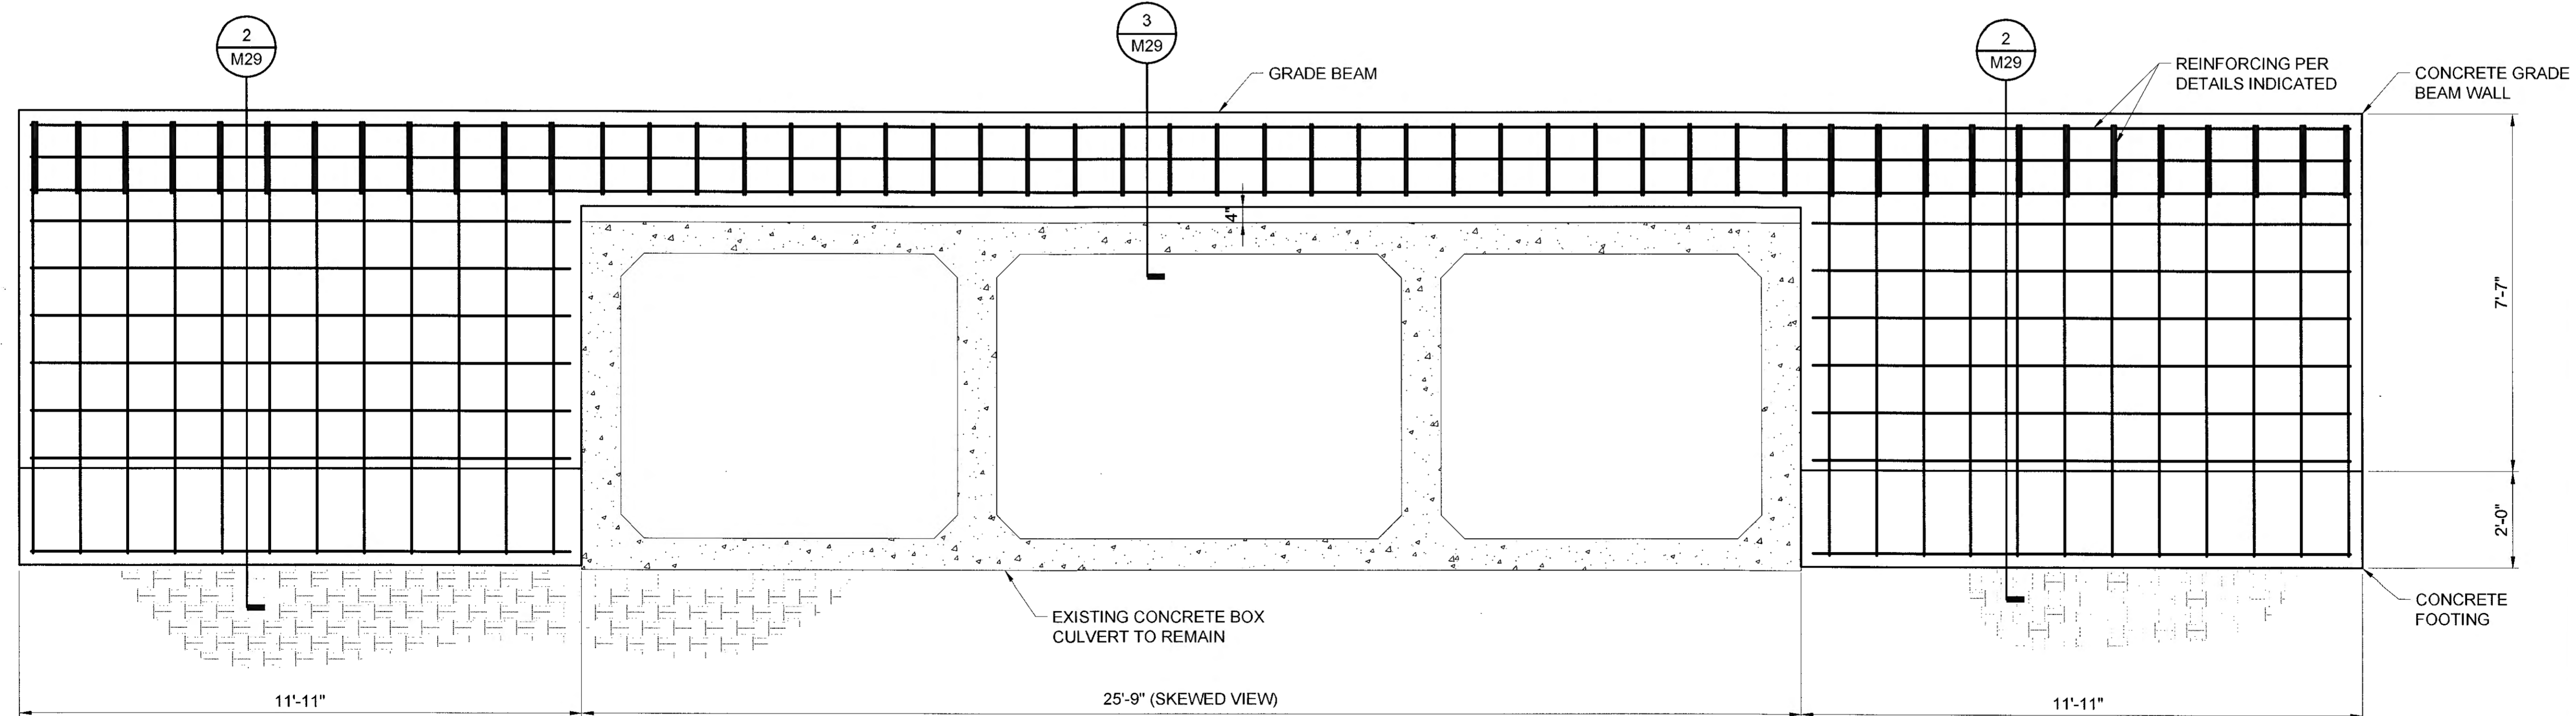 2
M29
3
M29
2
M29
GRADE BEAM
REINFORCING PER
DETAILS INDICATED
CONCRETE GRADE
BEAM WALL
4"
7'-7"
2'-0"
EXISTING CONCRETE BOX
CULVERT TO REMAIN
CONCRETE
FOOTING
11'-11"
25'-9" (SKEWED VIEW)
11'-11"